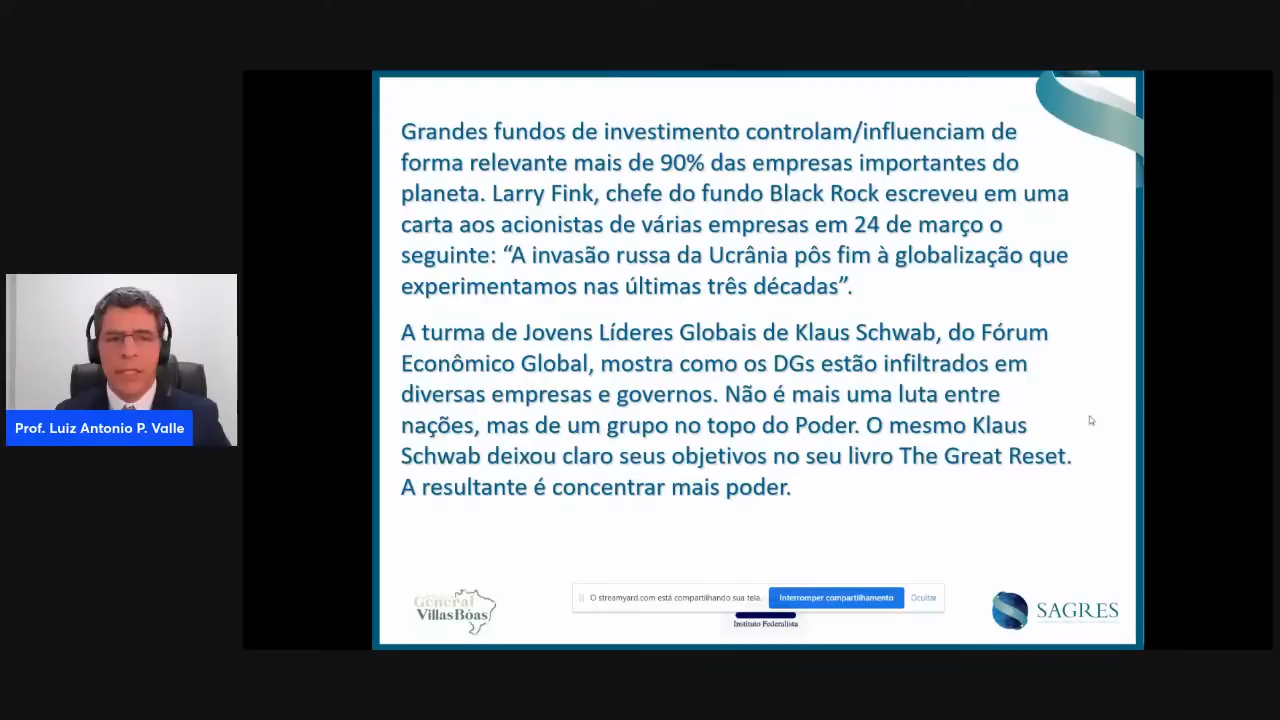 Grandes fundos de investimento controlam/influenciam de
forma relevante mais de 90% das empresas importantes do
planeta. Larry Fink, chefe do fundo Black Rock escreveu em uma
carta aos acionistas de várias empresas em 24 de março o
seguinte: “A invasão russa da Ucrânia pôs fim à globalização que
experimentamos nas últimas três décadas”.
A turma de Jovens Líderes Globais de Klaus Schwab, do Fórum
Econômico Global, mostra como os DGs estão infiltrados em
diversas empresas e governos. Não é mais uma luta entre
nações, mas de um grupo no topo do Poder. O mesmo Klaus
Schwab deixou claro seus objetivos no seu livro The Great Reset.
A resultante é concentrar mais poder.
Prof. Luiz Antonio P. Valle
General
Villas Bôas
O streamyard.com está compartilhando sua tela.
Interromper compartilhamento
Ocultar
Instituto Federalista
SAGRES